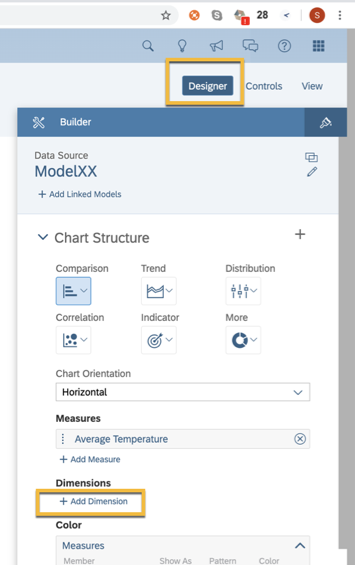 28
S
Designer
Controls
View
Builder
Data Source
ModelXX
+ Add Linked Models
Chart Structure
Comparison
Trend
Distribution
Correlation
Indicator
More
Chart Orientation
Horizontal
Measures
Average Temperature
+ Add Measure
Dimensions
+ Add Dimension
Color
Measures
Member
Show As
Pattern
Color